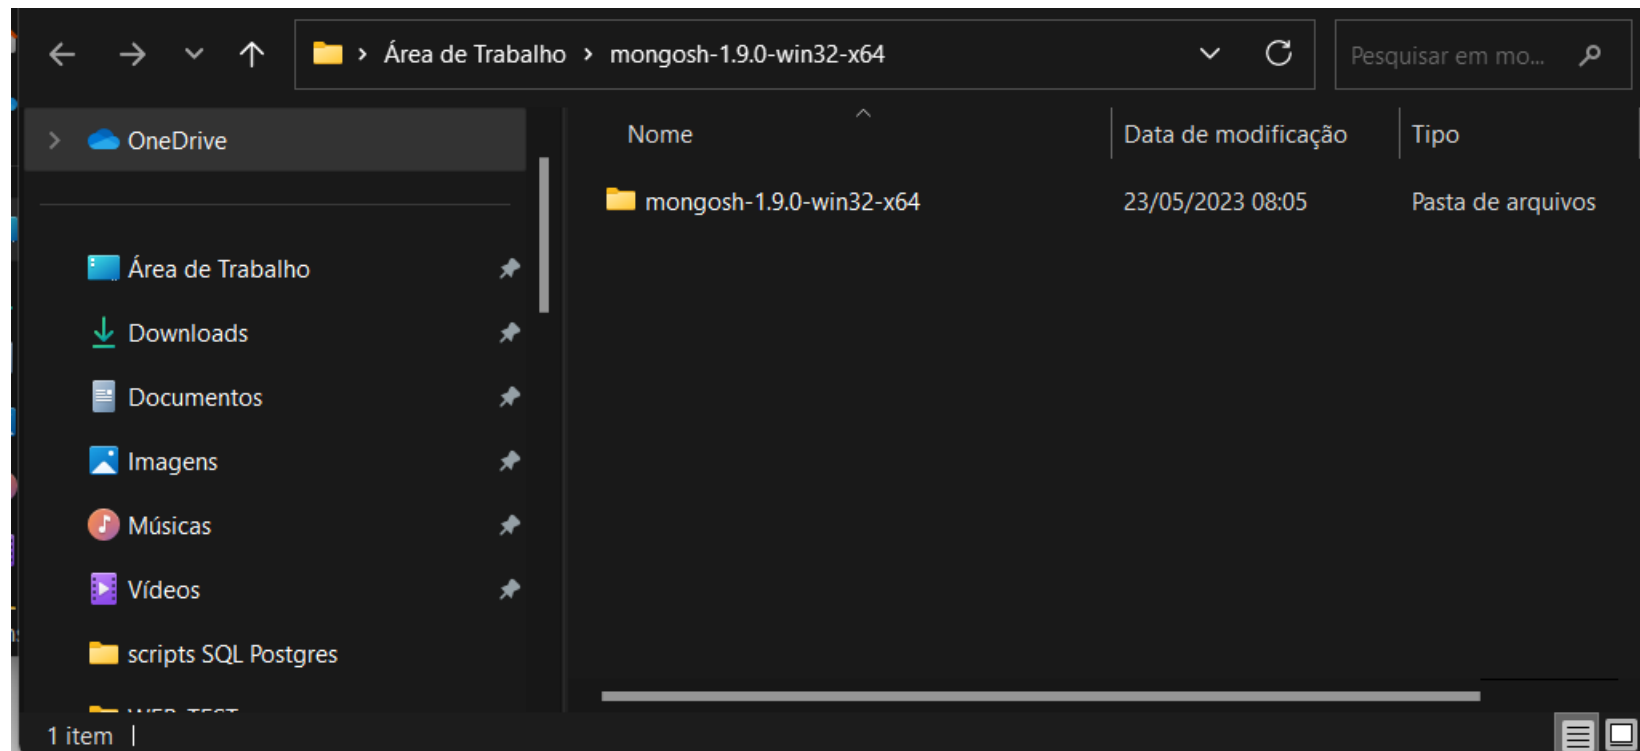 Área de Trabalho > mongosh-1.9.0-win32-x64
Pesquisar em mo...
OneDrive
Nome
Data de modificação
Tipo
mongosh-1.9.0-win32-x64
23/05/2023 08:05
Pasta de arquivos
Área de Trabalho
Downloads
Documentos
Imagens
Músicas
Vídeos
scripts SQL Postgres
1 item